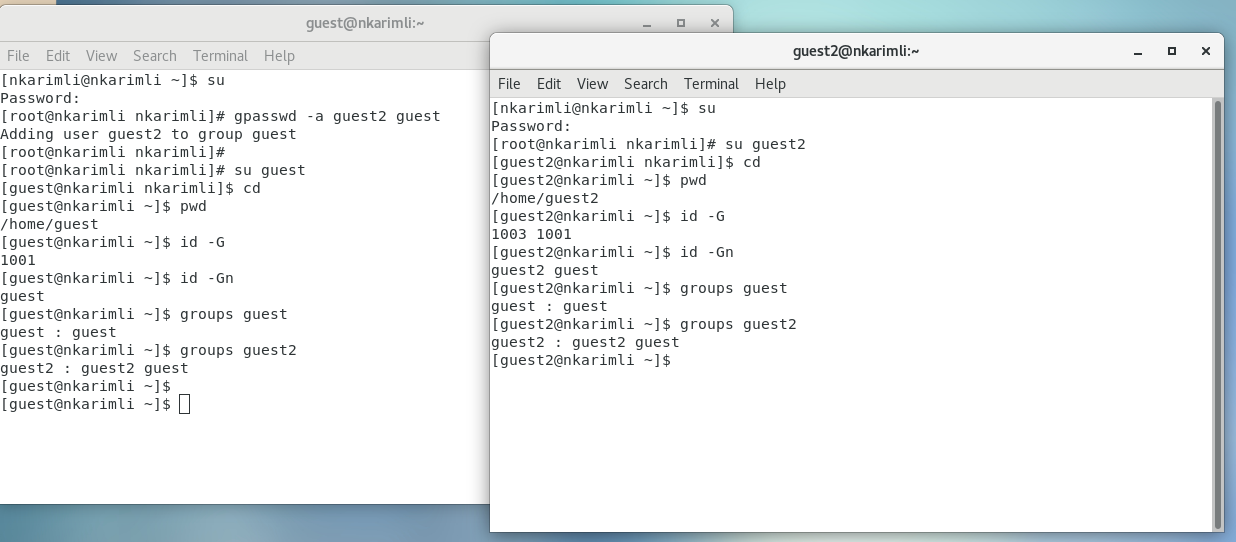 guest@nkarimli:~
File Edit View Search Terminal Help
[nkarimli@nkarimli ~]$ su
Password:
[root@nkarimli nkarimli]# gpasswd -a guest2 guest
Adding user guest2 to group guest
[root@nkarimli nkarimli]#
[root@nkarimli nkarimli]# su guest
[guest@nkarimli nkarimli]$ cd
[guest@nkarimli ~]$ pwd
/home/guest
[guest@nkarimli ~]$ id -G
1001
[guest@nkarimli ~]$ id -Gn
guest
[guest@nkarimli ~]$ groups guest
guest : guest
[guest@nkarimli ~]$ groups guest2
guest2 : guest2 guest
[guest@nkarimli ~]$
[guest@nkarimli ~]$
guest2@nkarimli:~
File Edit View Search Terminal Help
[nkarimli@nkarimli ~]$ su
Password:
[root@nkarimli nkarimli]# su guest2
[guest2@nkarimli nkarimli]$ cd
[guest2@nkarimli ~]$ pwd
/home/guest2
[guest2@nkarimli ~]$ id -G
1003 1001
[guest2@nkarimli ~]$ id -Gn
guest2 guest
[guest2@nkarimli ~]$ groups guest
guest : guest
[guest2@nkarimli ~]$ groups guest2
guest2 : guest2 guest
[guest2@nkarimli ~]$